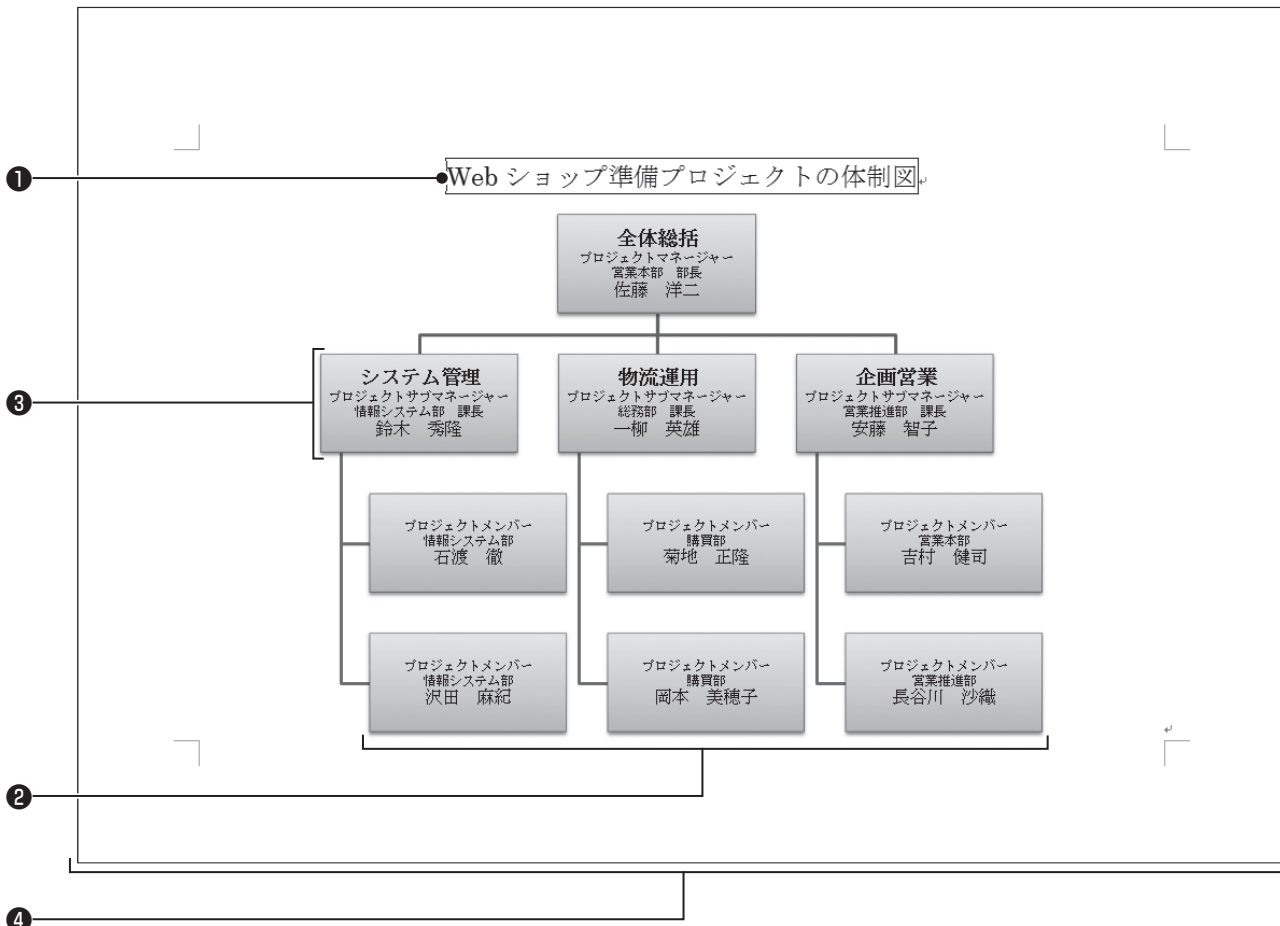 ❶
Web ショップ準備プロジェクトの体制図
全体総括
プロジェクトマネージャー
営業本部　部長
佐藤　洋二
❸
システム管理
プロジェクトサブマネージャー
情報システム部　課長
鈴木　秀隆
物流運用
プロジェクトサブマネージャー
総務部　課長
一柳　英雄
企画営業
プロジェクトサブマネージャー
営業推進部　課長
安藤　智子
プロジェクトメンバー
情報システム部
石渡　徹
プロジェクトメンバー
購買部
菊地　正隆
プロジェクトメンバー
営業本部
吉村　健司
プロジェクトメンバー
情報システム部
沢田　麻紀
プロジェクトメンバー
購買部
岡本　美穂子
プロジェクトメンバー
営業推進部
長谷川　沙織
❷
❹